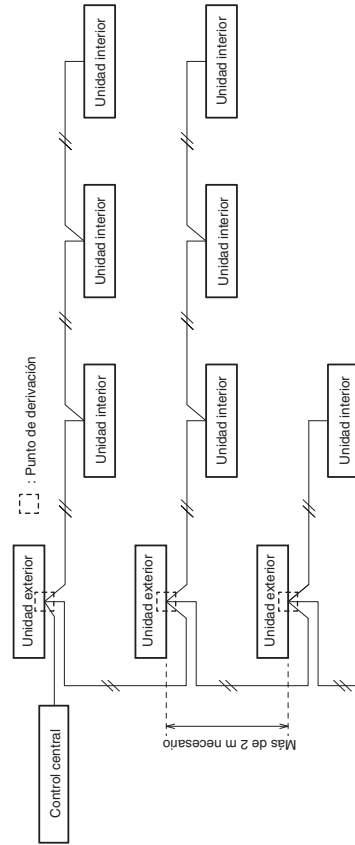 : Punto de derivación
Control central
Unidad exterior
Unidad interior
Unidad interior
Unidad interior
Unidad exterior
Unidad interior
Unidad interior
Unidad interior
Más de 2 m necesario
Unidad exterior
Unidad interior